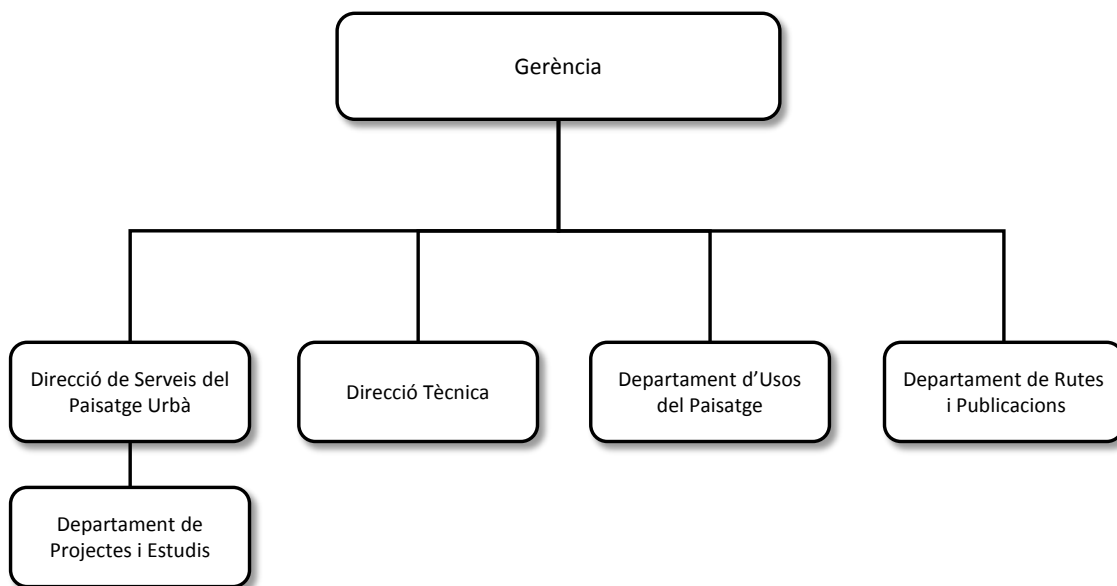 Gerència
Direcció de Serveis del
Paisatge Urbà
Direcció Tècnica
Departament d’Usos
del Paisatge
Departament de Rutes
i Publicacions
Departament de
Projectes i Estudis